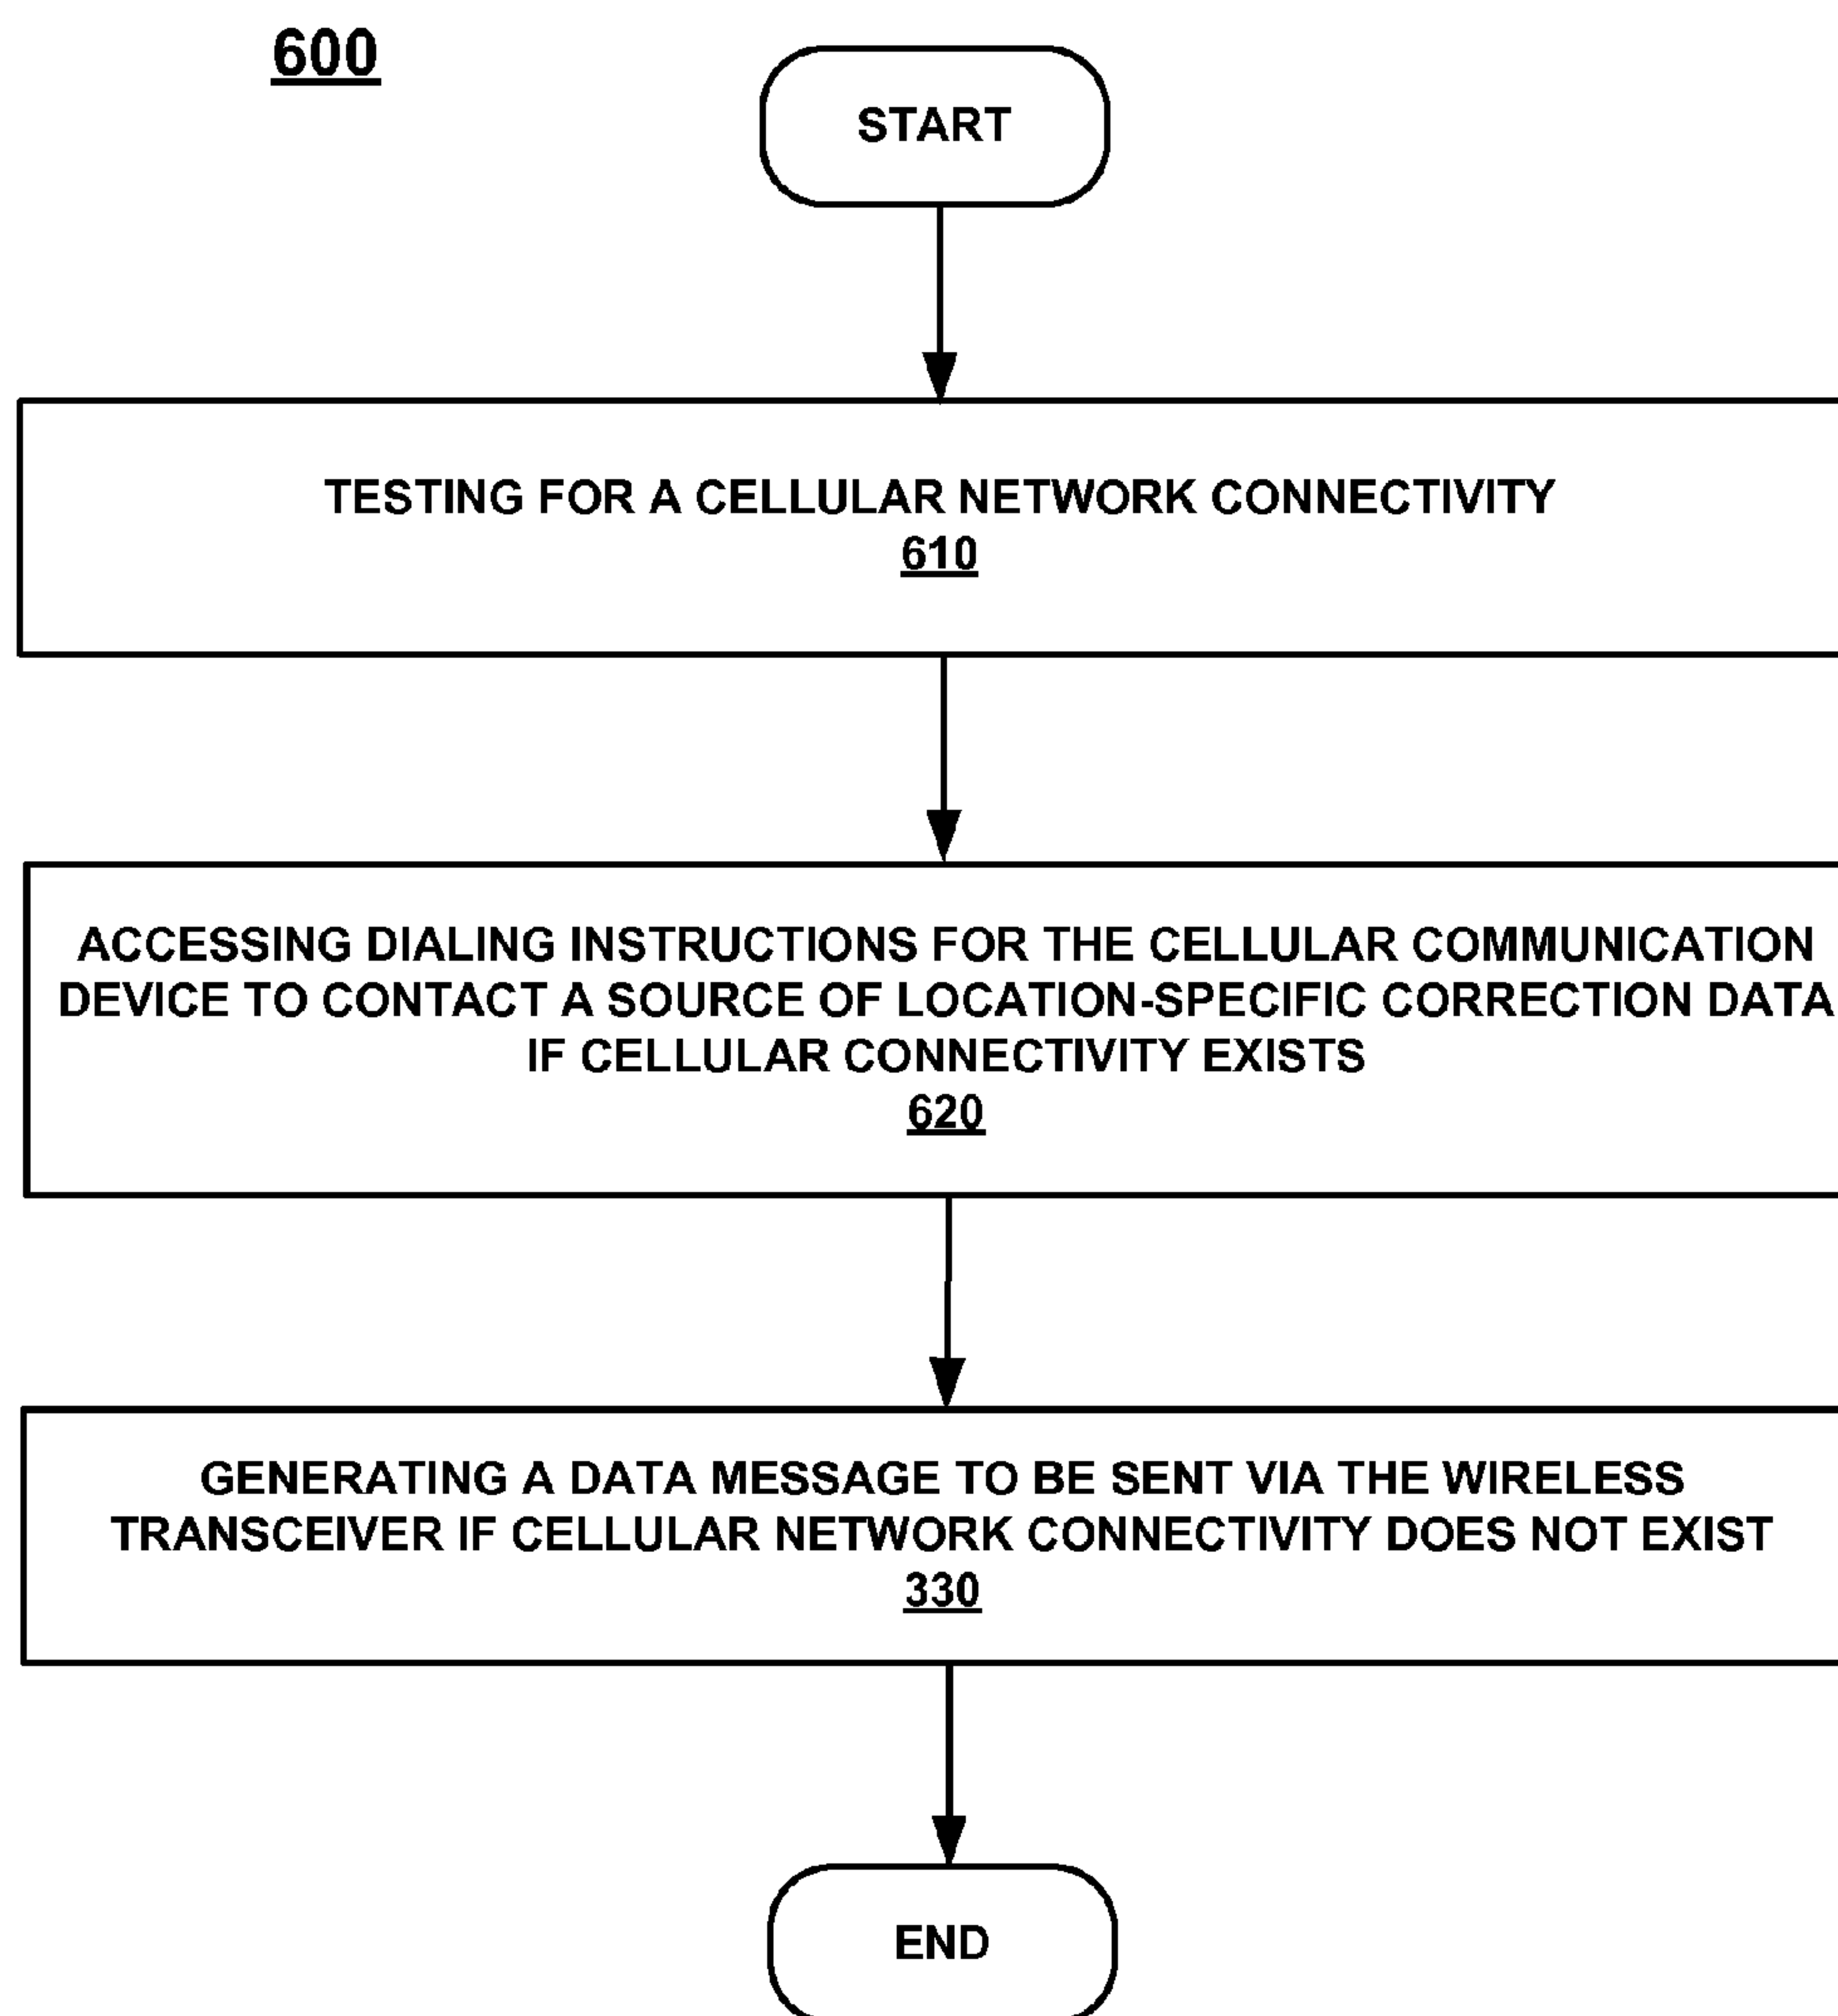 600
START
TESTING FOR A CELLULAR NETWORK CONNECTIVITY
610
ACCESSING DIALING INSTRUCTIONS FOR THE CELLULAR COMMUNICATION
DEVICE TO CONTACT A SOURCE OF LOCATION-SPECIFIC CORRECTION DATA
IF CELLULAR CONNECTIVITY EXISTS
620
GENERATING A DATA MESSAGE TO BE SENT VIA THE WIRELESS
TRANSCEIVER IF CELLULAR NETWORK CONNECTIVITY DOES NOT EXIST
330
END